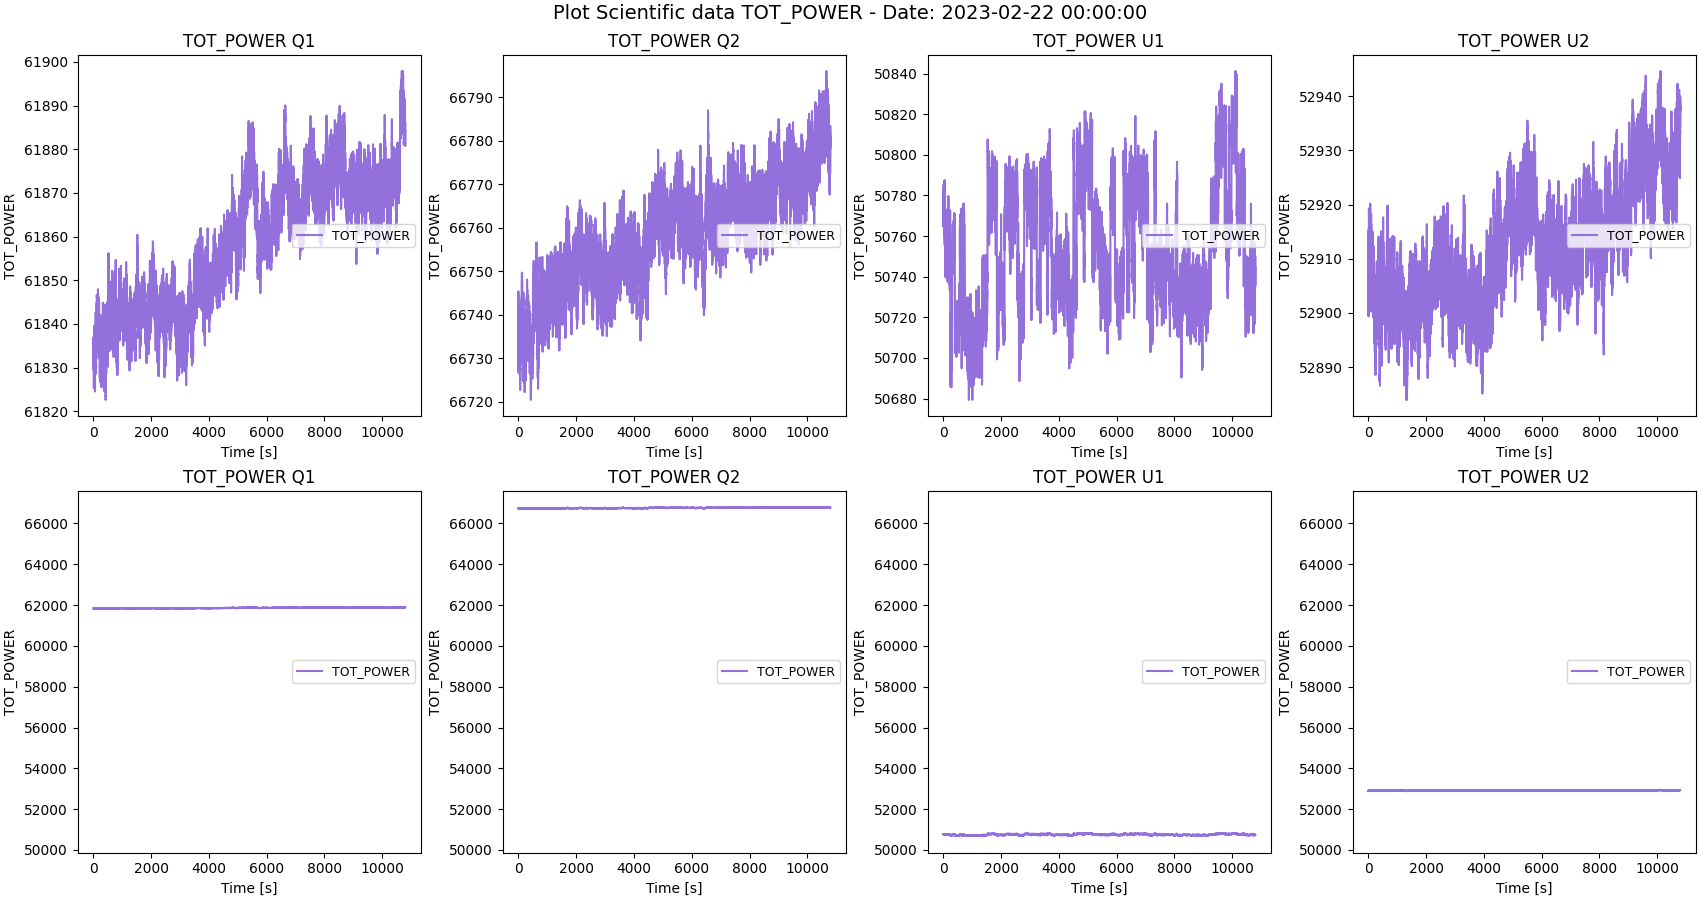 Plot Scientific data TOT_POWER - Date: 2023-02-22 00:00:00
TOT_POWER Q1
TOT_POWER
61900
61890
61880
61870
61860
61850
61840
61830
61820
TOT_POWER
0 2000 4000 6000 8000 10000
Time [s]
TOT_POWER Q2
TOT_POWER
66790
66780
66770
66760
66750
66740
66730
66720
TOT_POWER
0 2000 4000 6000 8000 10000
Time [s]
TOT_POWER U1
TOT_POWER
50840
50820
50800
50780
50760
50740
50720
50700
50680
TOT_POWER
0 2000 4000 6000 8000 10000
Time [s]
TOT_POWER U2
TOT_POWER
52940
52930
52920
52910
52900
52890
TOT_POWER
0 2000 4000 6000 8000 10000
Time [s]
TOT_POWER Q1
TOT_POWER
66000
64000
62000
60000
58000
56000
54000
52000
50000
TOT_POWER
0 2000 4000 6000 8000 10000
Time [s]
TOT_POWER Q2
TOT_POWER
66000
64000
62000
60000
58000
56000
54000
52000
50000
TOT_POWER
0 2000 4000 6000 8000 10000
Time [s]
TOT_POWER U1
TOT_POWER
66000
64000
62000
60000
58000
56000
54000
52000
50000
TOT_POWER
0 2000 4000 6000 8000 10000
Time [s]
TOT_POWER U2
TOT_POWER
66000
64000
62000
60000
58000
56000
54000
52000
50000
TOT_POWER
0 2000 4000 6000 8000 10000
Time [s]